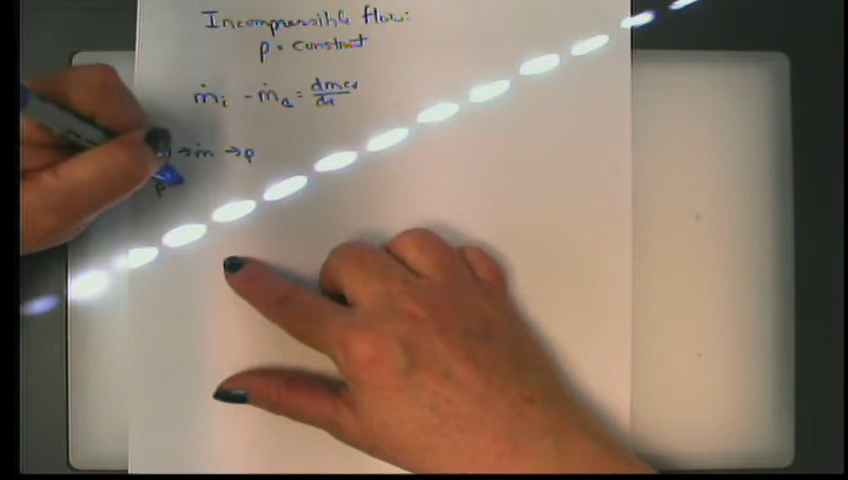 Incompressible flow:
ρ = constant
ṁᵢ - ṁₑ = dmcv/dt
→ ṁ → ρ
ρ